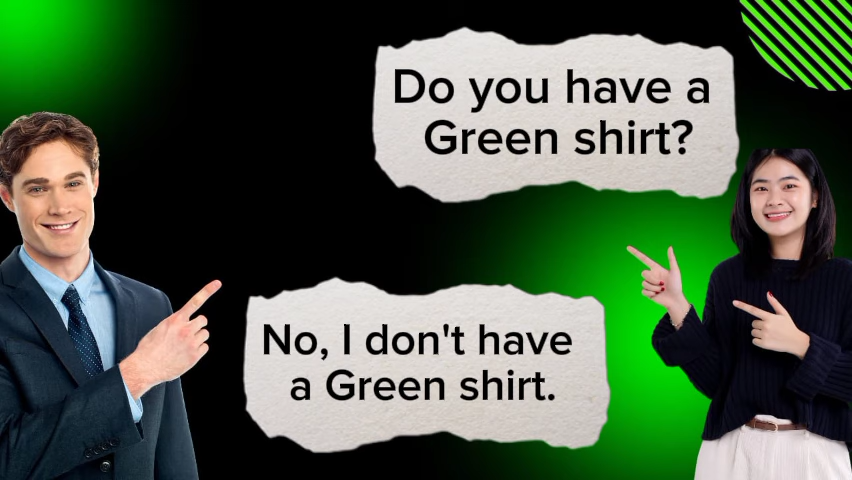 Do you have a
Green shirt?
No, I don't have
a Green shirt.